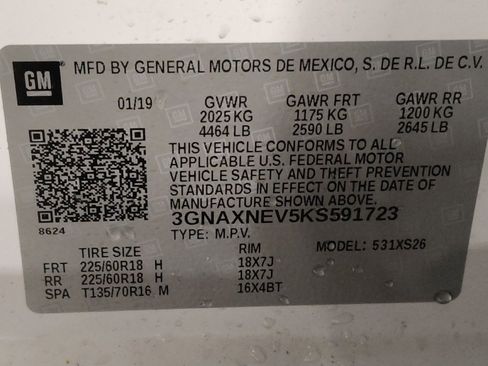 GM MFD BY GENERAL MOTORS DE MEXICO, S. DE R.L. DE C.V.
01/19 GVWR GAWR FRT GAWR RR
2025 KG 1175 KG 1200 KG
4464 LB 2590 LB 2645 LB
THIS VEHICLE CONFORMS TO ALL
APPLICABLE U.S. FEDERAL MOTOR
VEHICLE SAFETY AND THEFT PREVENTION
STANDARDS IN EFFECT ON THE DATE OF
MANUFACTURE SHOWN ABOVE.
3GNAXNEV5KS591723
8624 TYPE: M.P.V. MODEL: 531XS26
TIRE SIZE RIM
FRT 225/60R18 H 18X7J
RR 225/60R18 H 18X7J
SPA T135/70R16 M 16X4BT